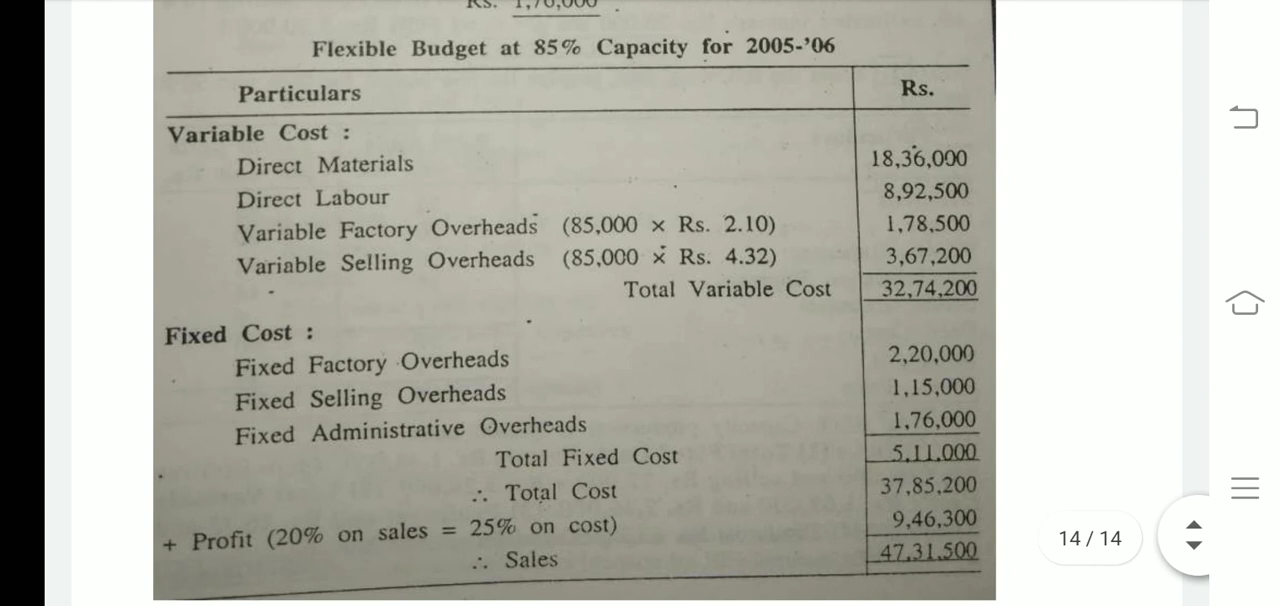 Rs. 1,76,000
Flexible Budget at 85% Capacity for 2005-'06
Particulars Rs.
Variable Cost :
Direct Materials 18,36,000
Direct Labour 8,92,500
Variable Factory Overheads (85,000 × Rs. 2.10) 1,78,500
Variable Selling Overheads (85,000 × Rs. 4.32) 3,67,200
Total Variable Cost 32,74,200
Fixed Cost :
Fixed Factory Overheads 2,20,000
Fixed Selling Overheads 1,15,000
Fixed Administrative Overheads 1,76,000
Total Fixed Cost 5,11,000
∴ Total Cost 37,85,200
+ Profit (20% on sales = 25% on cost) 9,46,300
∴ Sales 47,31,500
14 / 14